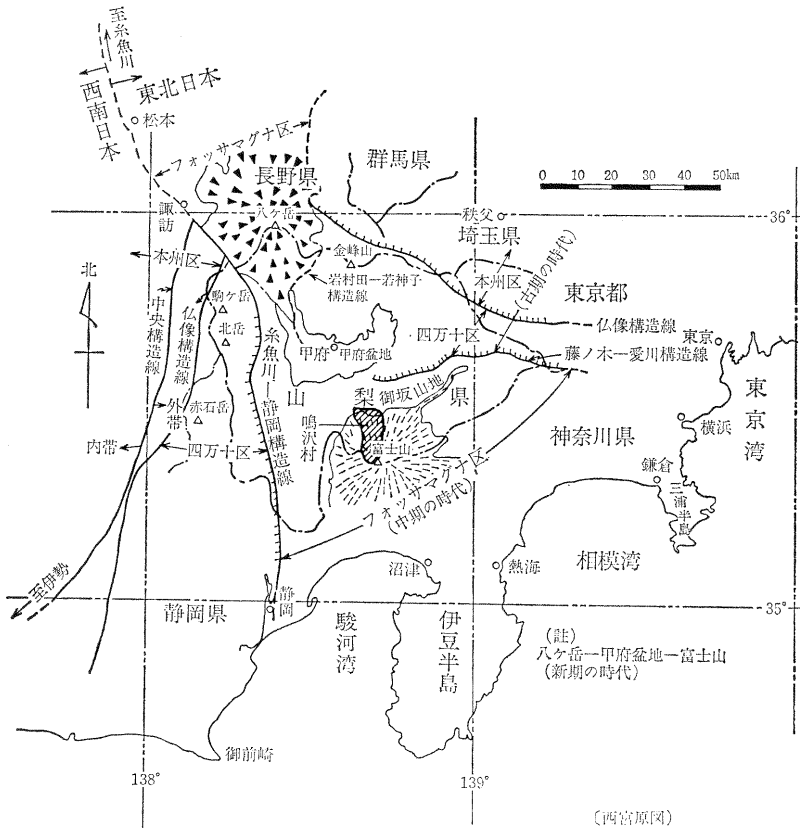 至糸魚川
東北日本
西南日本
松本
フォッサマグナ区
群馬県
長野県
0 10 20 30 40 50km
八ケ岳
諏訪
秩父
36°
埼玉県
金峰山
北
本州区
岩村田ー若神子
構造線
本州区
(古期の時代)
東京都
駒ケ岳
中央構造線
仏像構造線
北岳
四万十区
仏像構造線
東京
甲府
甲府盆地
藤ノ木ー愛川構造線
糸魚川ー静岡構造線
山梨県
御坂山地
東京湾
外帯
赤石岳
鳴沢村
横浜
内帯
四万十区
富士山
神奈川県
フォッサマグナ区
(中期の時代)
鎌倉
三浦半島
相模湾
沼津
熱海
至伊勢
静岡県
静岡
35°
駿河湾
伊豆半島
(註)
八ケ岳ー甲府盆地ー富士山
(新期の時代)
御前崎
138°
139°
〔西宮原図〕